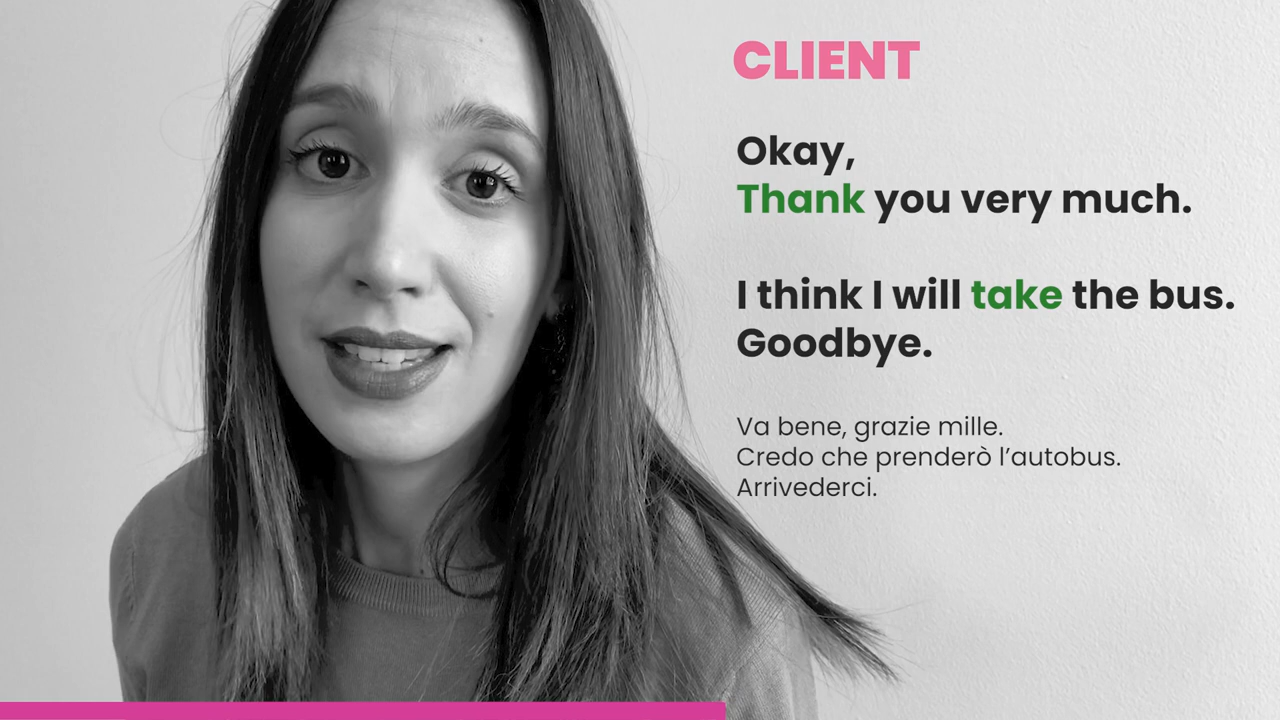 CLIENT
Okay,
Thank you very much.
I think I will take the bus.
Goodbye.
Va bene, grazie mille.
Credo che prenderò l’autobus.
Arrivederci.